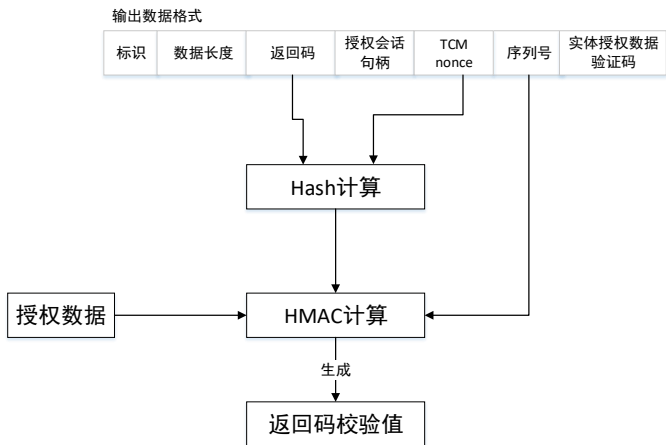 输出数据格式
标识
数据长度
返回码
授权会话
句柄
TCM
nonce
序列号
实体授权数据
验证码
Hash计算
授权数据
HMAC计算
生成
返回码校验值